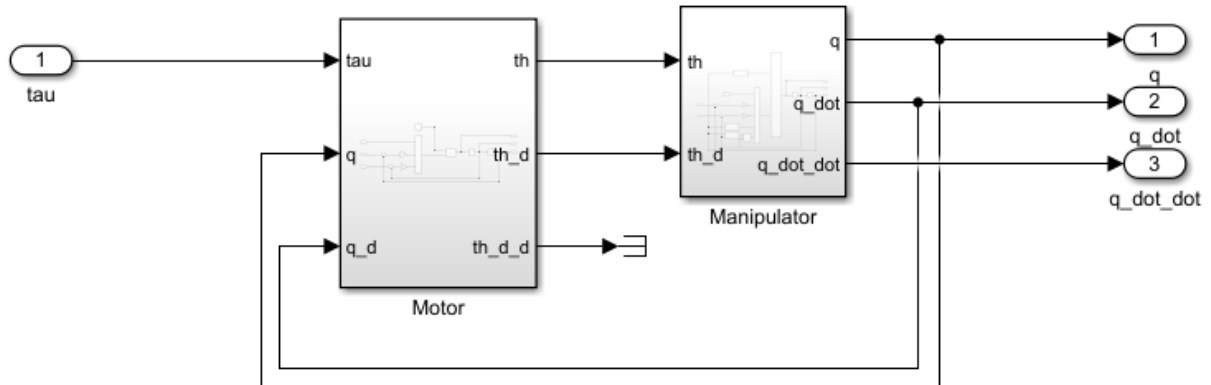 1
tau
tau
q
q_d
th
th_d
th_d_d
Motor
th
th_d
q
q_dot
q_dot_dot
Manipulator
1
q
2
q_dot
3
q_dot_dot